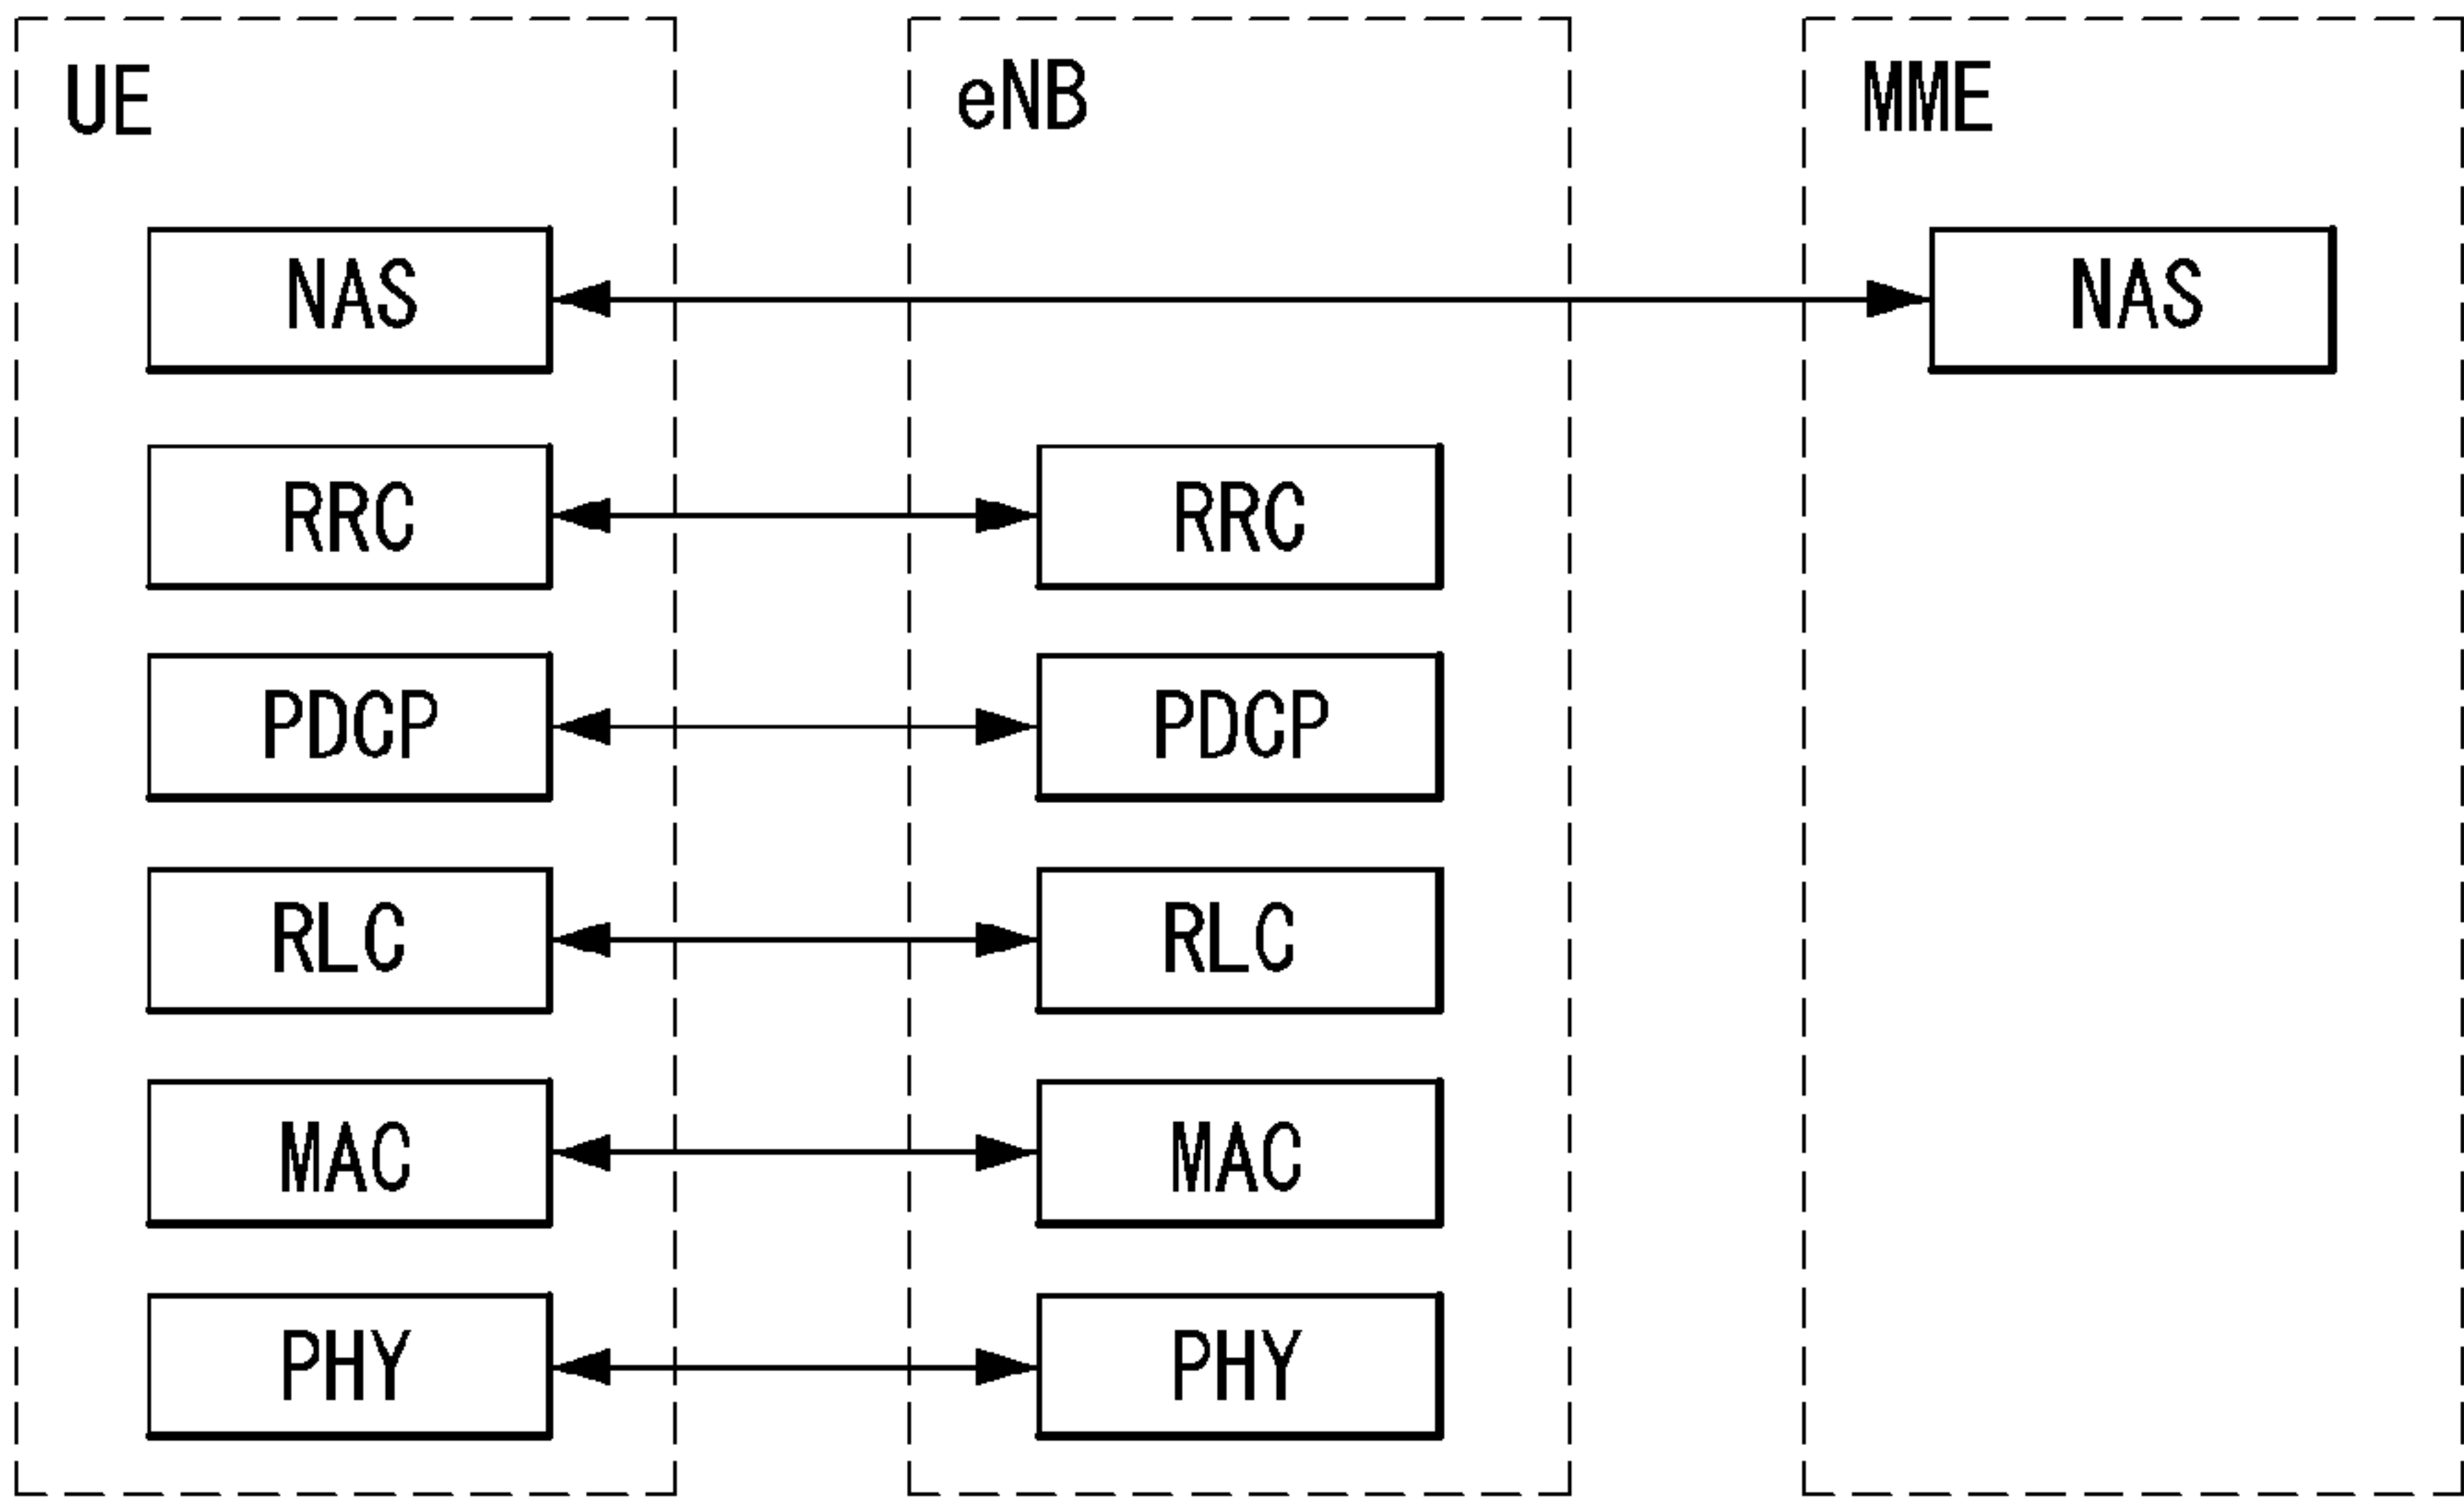 UE eNB MME
NAS NAS
RRC RRC
PDCP PDCP
RLC RLC
MAC MAC
PHY PHY